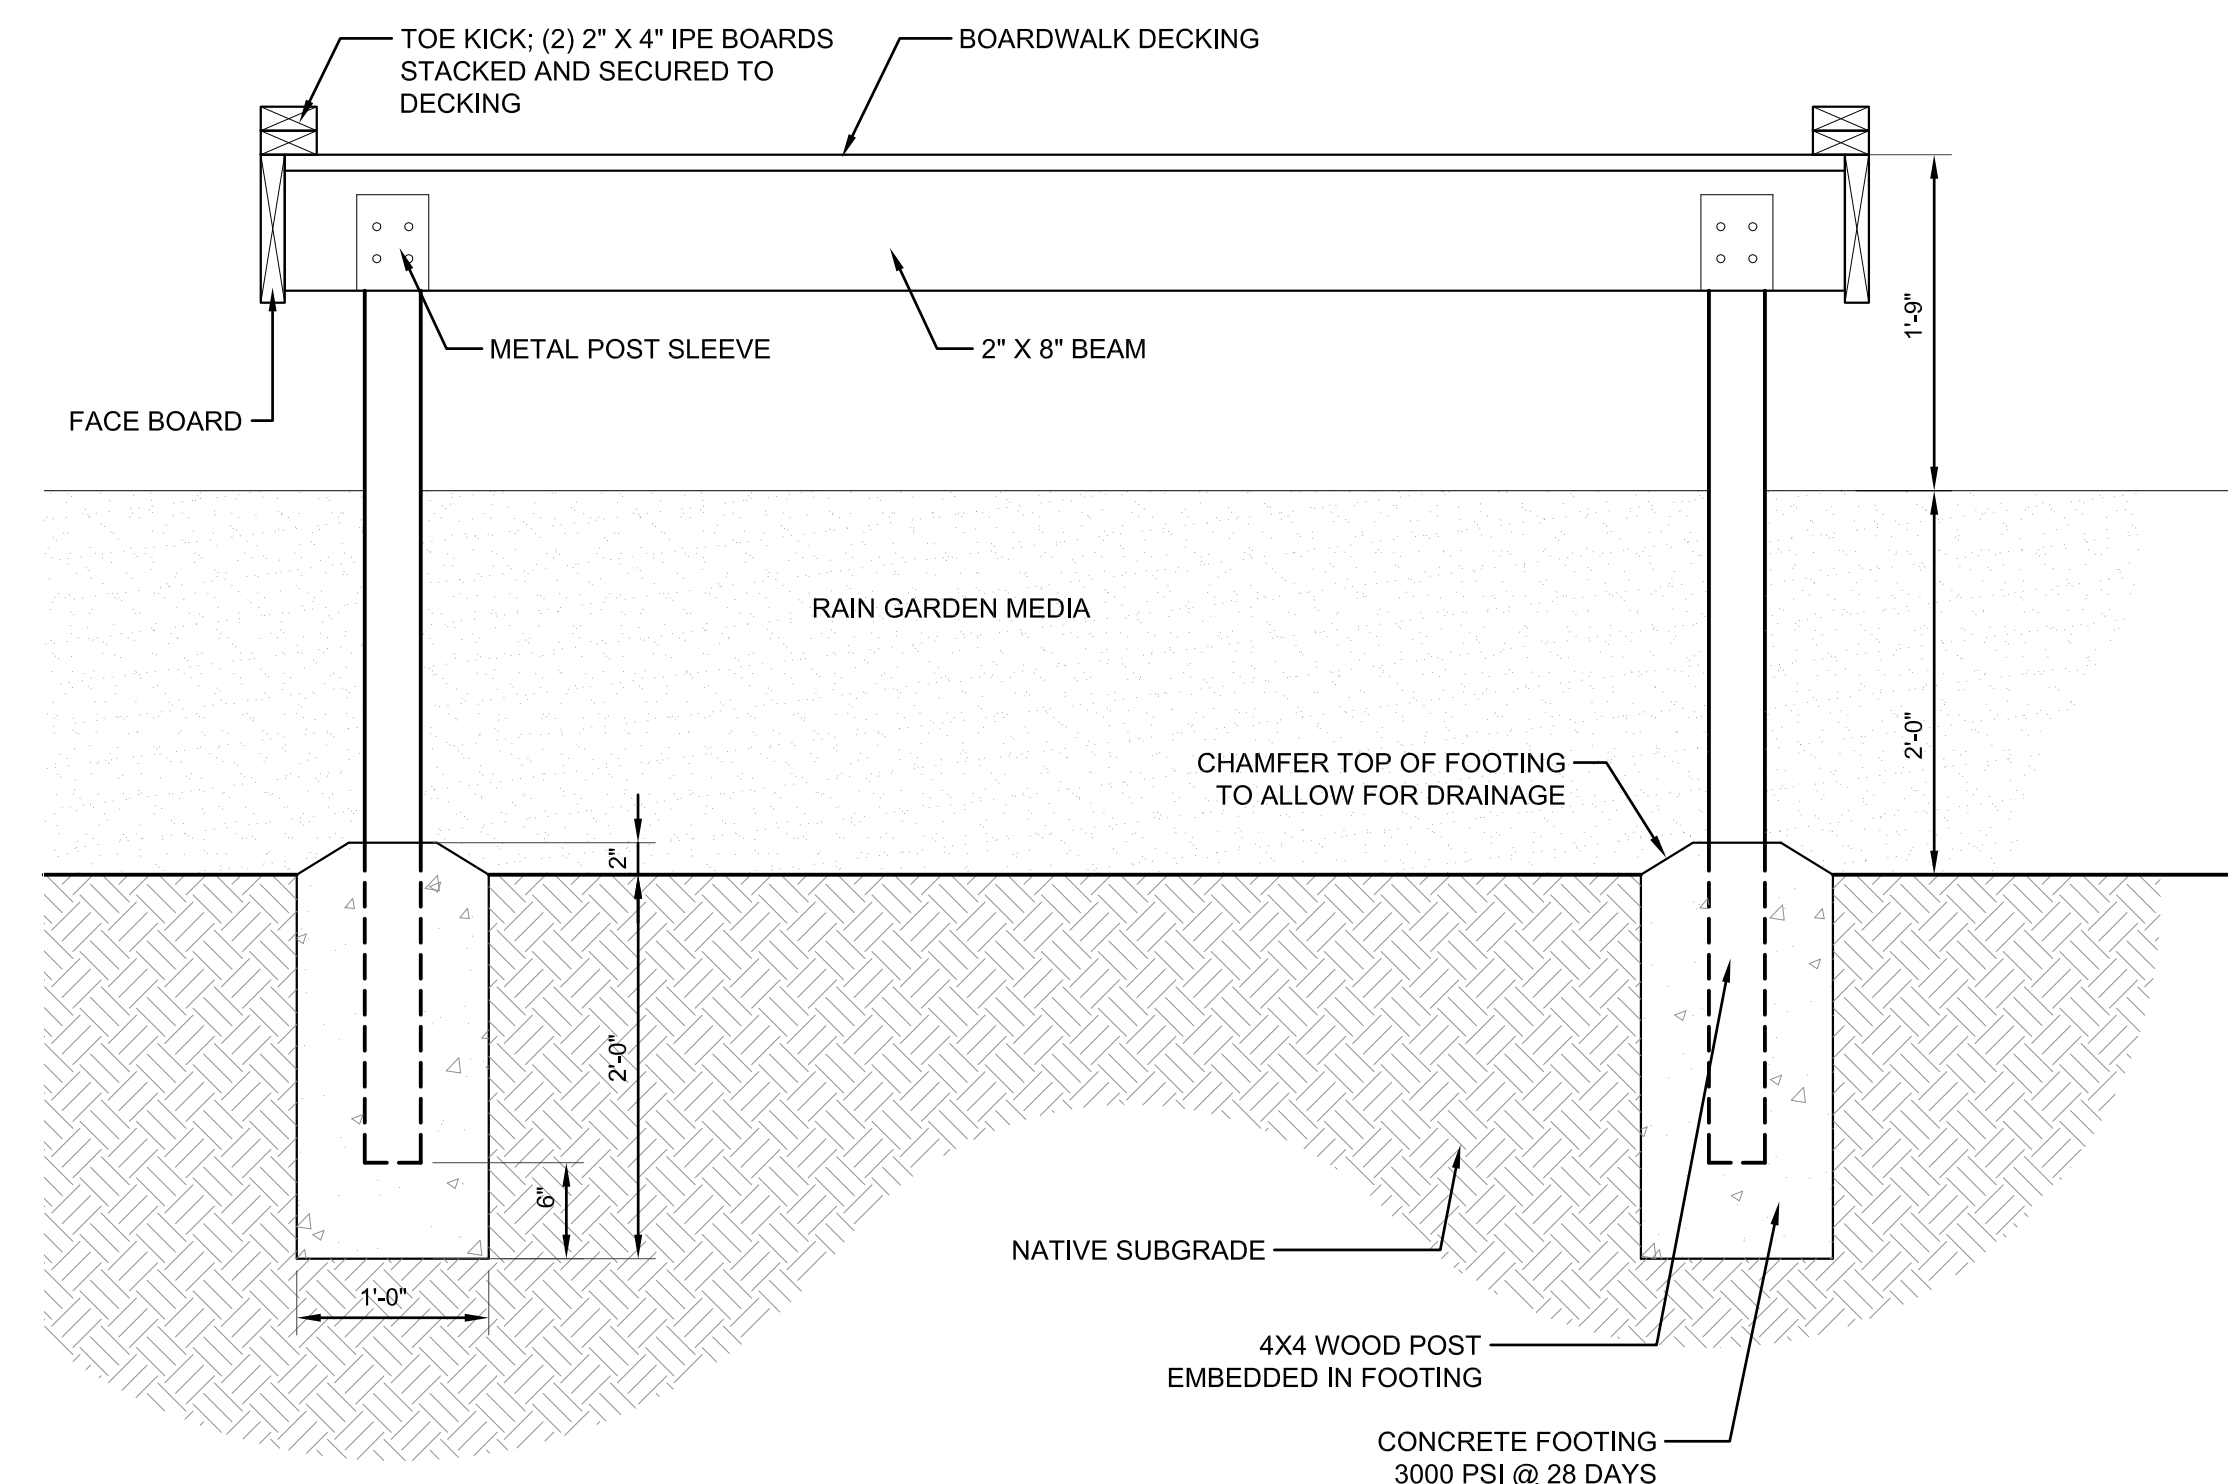 TOE KICK; (2) 2" X 4" IPE BOARDS
STACKED AND SECURED TO
DECKING
BOARDWALK DECKING
METAL POST SLEEVE
2" X 8" BEAM
FACE BOARD
1'-9"
RAIN GARDEN MEDIA
2'-0"
CHAMFER TOP OF FOOTING
TO ALLOW FOR DRAINAGE
2"
2'-0"
6"
1'-0"
NATIVE SUBGRADE
4X4 WOOD POST
EMBEDDED IN FOOTING
CONCRETE FOOTING
3000 PSI @ 28 DAYS